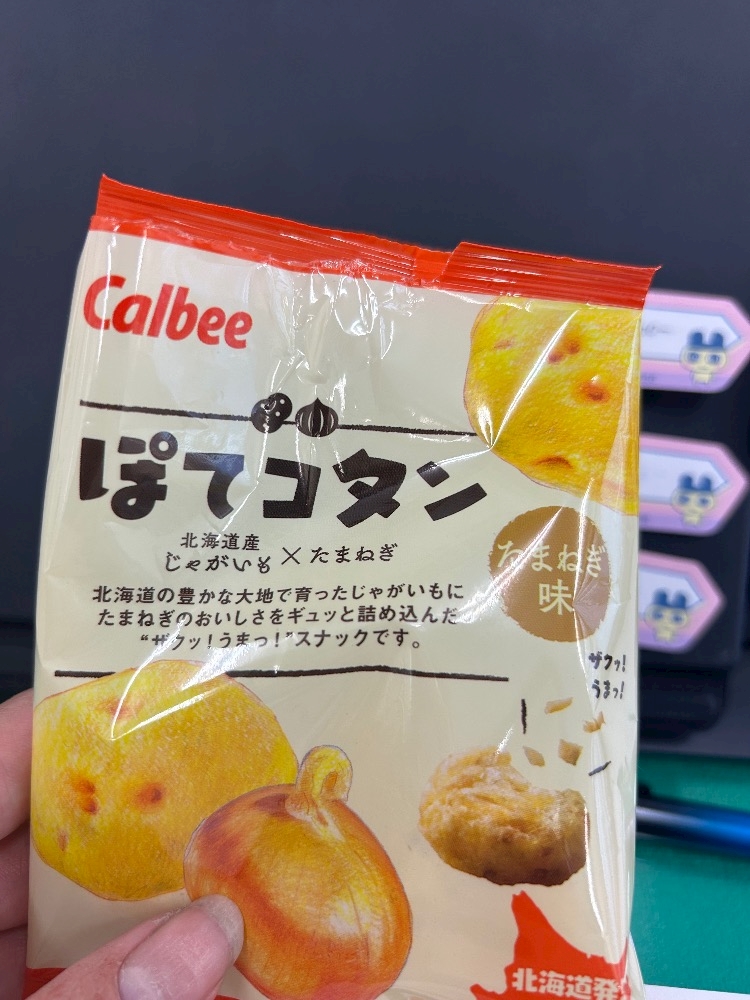 Calbee
ぽてコタン
北海道産
じゃがいも×たまねぎ
北海道の豊かな大地で育ったじゃがいもに
たまねぎのおいしさをギュッと詰め込んだ
“ザクッ!うまっ!”スナックです。
たまねぎ
味
ザクッ!
うまっ!
北海道発